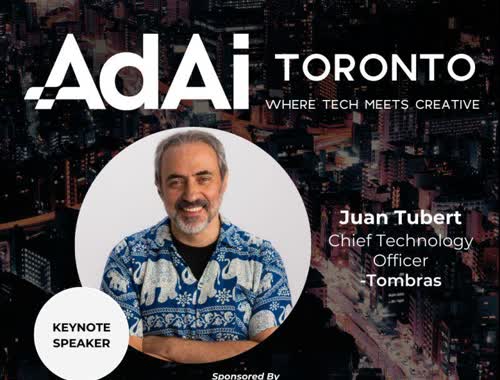 AdAi TORONTO
WHERE TECH MEETS CREATIVE
Juan Tubert
Chief Technology
Officer
-Tombras
KEYNOTE
SPEAKER
Sponsored By